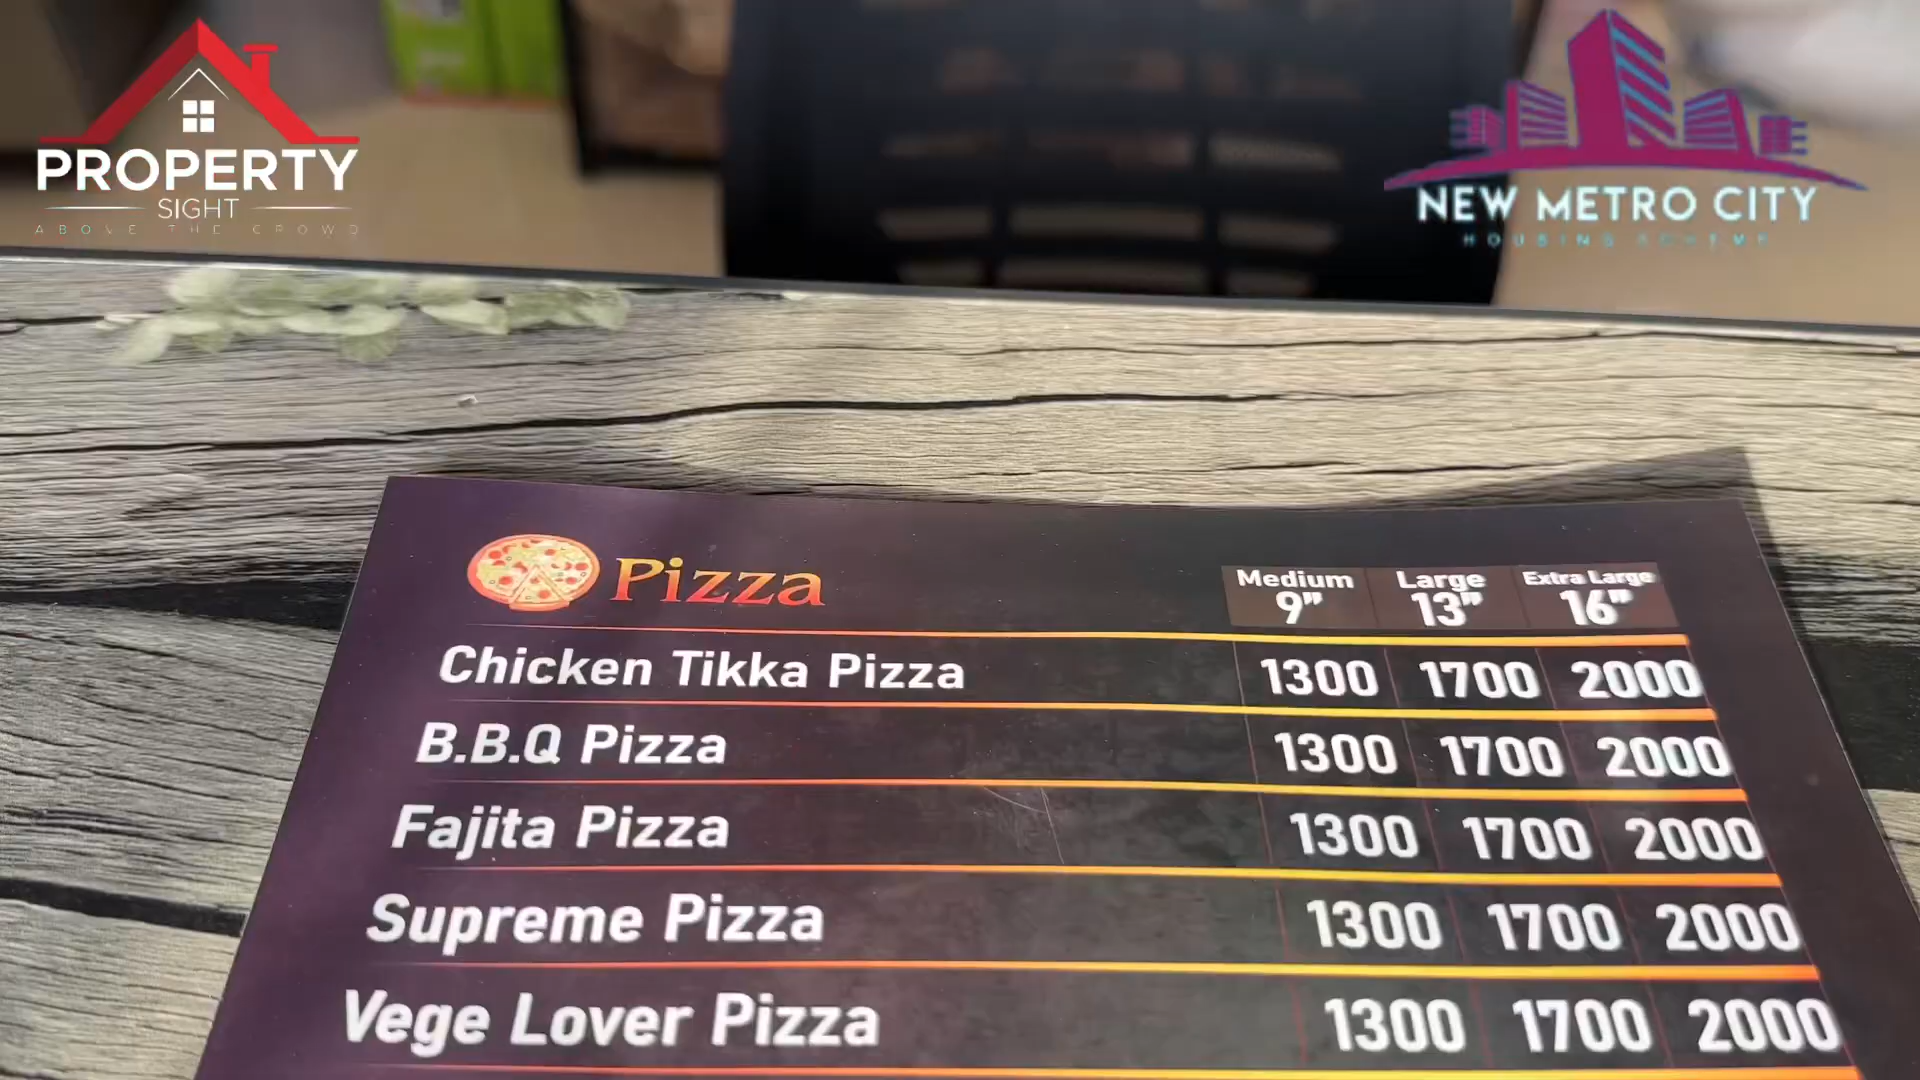 PROPERTY
SIGHT
ABOVE THE CROWD
NEW METRO CITY
HOUSING SCHEME
Pizza
Medium 9” Large 13” Extra Large 16”
Chicken Tikka Pizza 1300 1700 2000
B.B.Q Pizza 1300 1700 2000
Fajita Pizza 1300 1700 2000
Supreme Pizza 1300 1700 2000
Vege Lover Pizza 1300 1700 2000